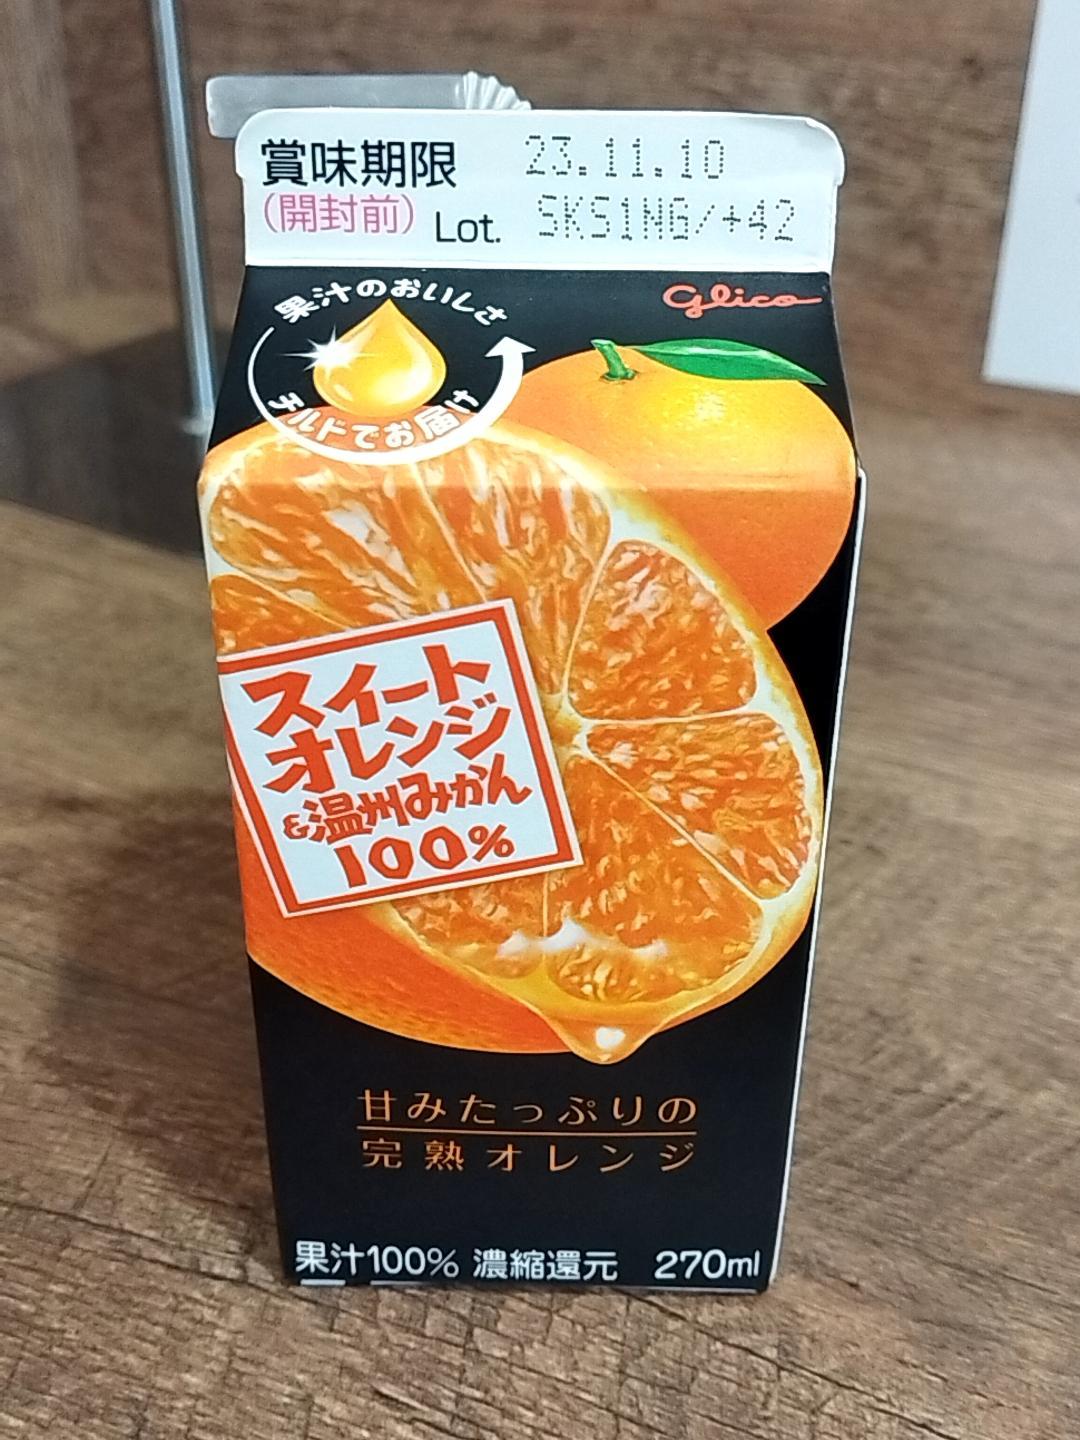 賞味期限 23.11.10
(開封前) Lot. SKS1NG/+42
果汁のおいしさ
チルドでお届け
glico
スイート
オレンジ
&温州みかん
100%
甘みたっぷりの
完熟オレンジ
果汁100% 濃縮還元 270ml